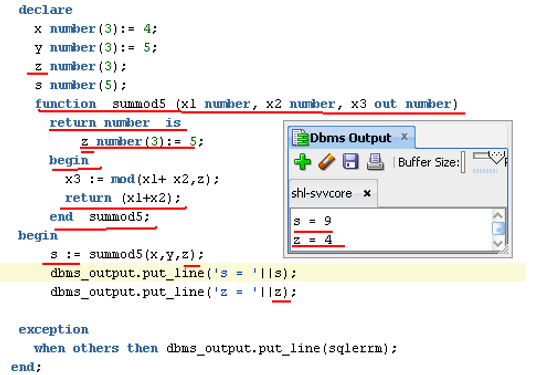 declare
x number(3):= 4;
y number(3):= 5;
z number(3);
s number(5);
function summod5 (x1 number, x2 number, x3 out number)
return number is
z number(3):= 5;
begin
x3 := mod(x1+ x2,z);
return (x1+x2);
end summod5;
begin
s := summod5(x,y,z);
dbms_output.put_line('s = '||s);
dbms_output.put_line('z = '||z);
exception
when others then dbms_output.put_line(sqlerrm);
end;
Dbms Output
Buffer Size:
shl-svvcore
s = 9
z = 4